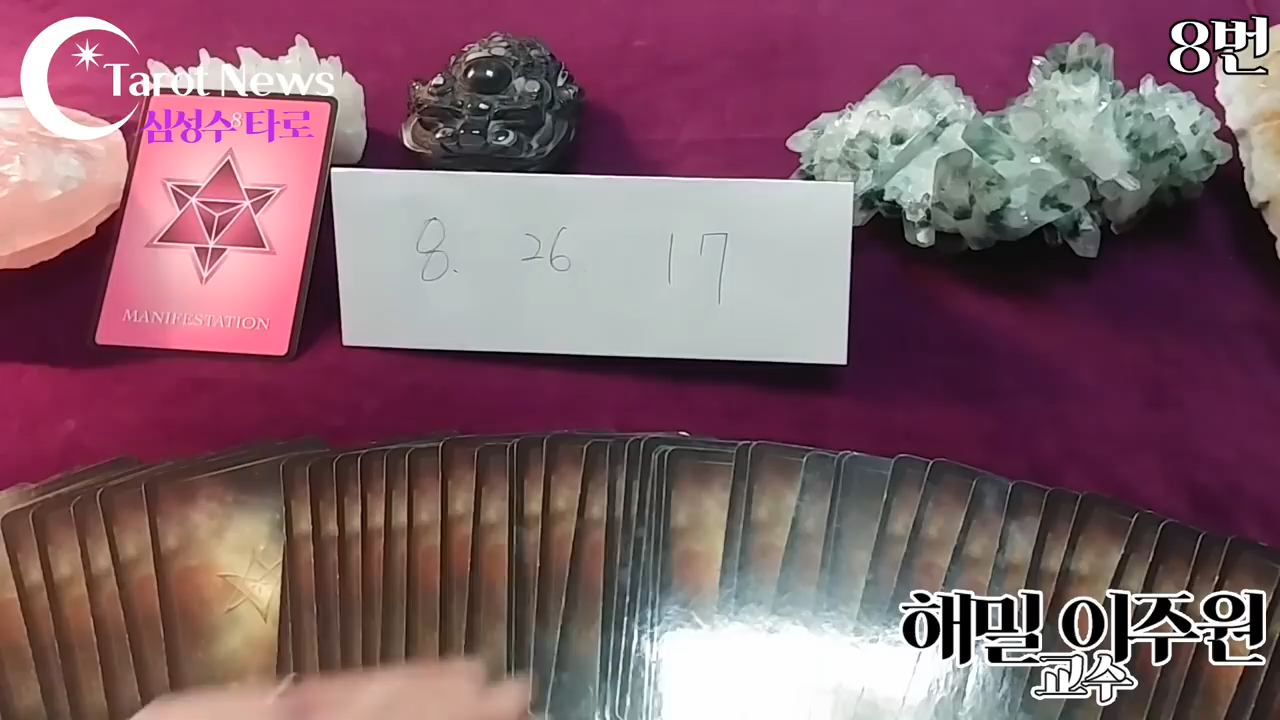 Tarot News
심성수 타로
8번
8
MANIFESTATION
8. 26 17
해밀 이주원
교수